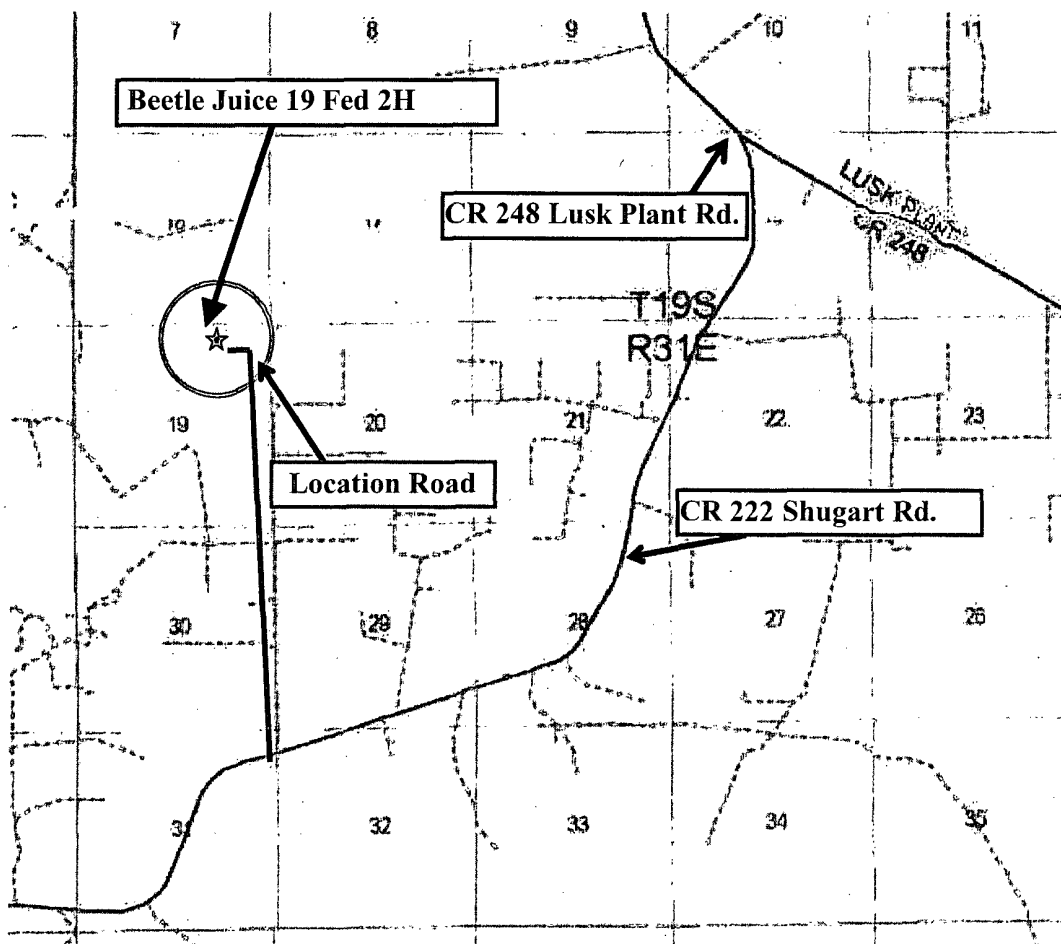 7 8 9 10 11
Beetle Juice 19 Fed 2H
CR 248 Lusk Plant Rd.
LUSK PLANT
CR 248
T19S
R31E
19 20 21 22 23
Location Road
CR 222 Shugart Rd.
30 29 28 27 26
31 32 33 34 35